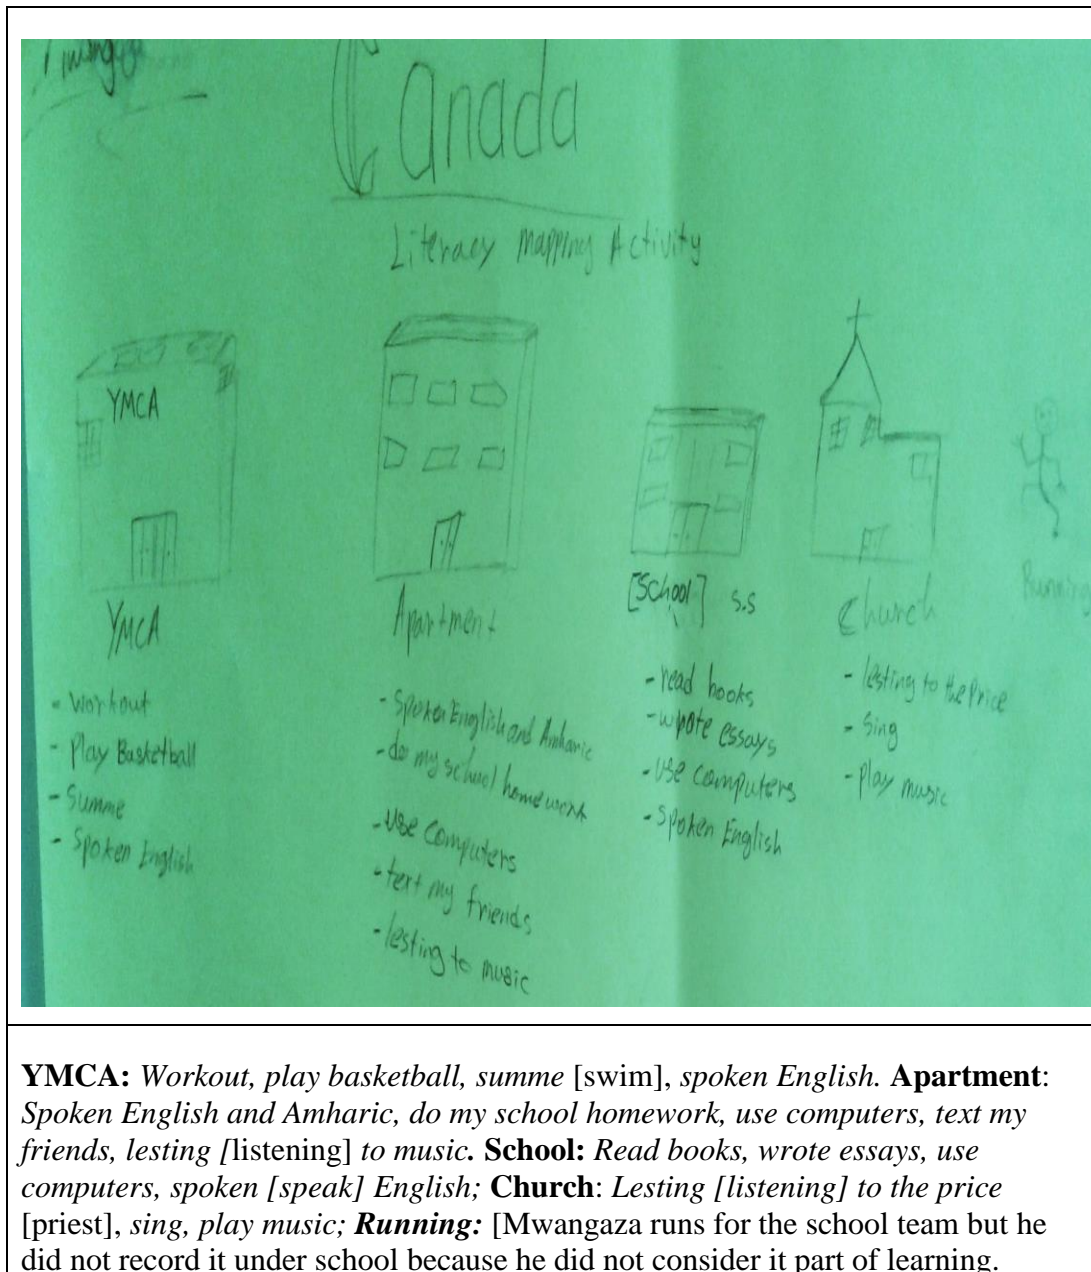 Canada
Literacy Mapping Activity
YMCA
YMCA
- workout
- Play Basketball
- Summe
- Spoken English
Apartment
- Spoken English and Amharic
- do my school homework
- use computers
- text my friends
- lesting to music
[School] S.S
- read books
- wrote essays
- use computers
- Spoken English
Church
- lesting to the Price
- Sing
- play music
Running
YMCA: Workout, play basketball, summe [swim], spoken English. Apartment:
Spoken English and Amharic, do my school homework, use computers, text my
friends, lesting [listening] to music. School: Read books, wrote essays, use
computers, spoken [speak] English; Church: Lesting [listening] to the price
[priest], sing, play music; Running: [Mwangaza runs for the school team but he
did not record it under school because he did not consider it part of learning.